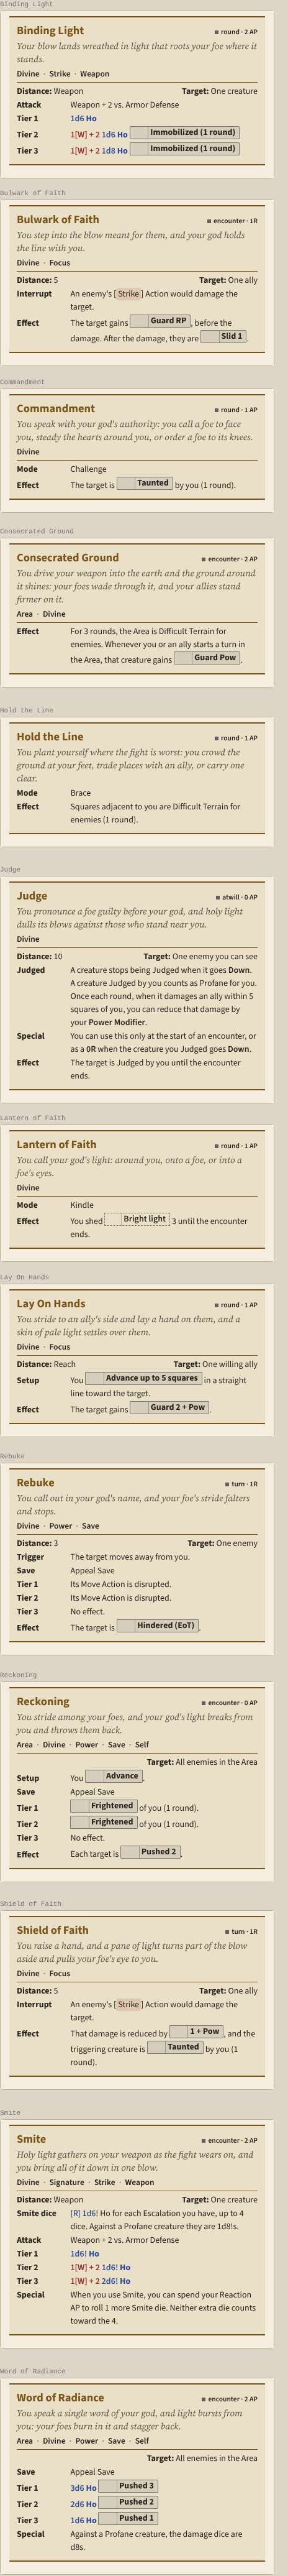 Binding Light
Binding Light ■ round · 2 AP
Your blow lands wreathed in light that roots your foe where it
stands.
Divine · Strike · Weapon
Distance: Weapon Target: One creature
Attack Weapon + 2 vs. Armor Defense
Tier 1 1d6 Ho
Tier 2 1[W] + 2 1d6 Ho Immobilized (1 round)
Tier 3 1[W] + 2 1d8 Ho Immobilized (1 round)
Bulwark of Faith
Bulwark of Faith ■ encounter · 1R
You step into the blow meant for them, and your god holds
the line with you.
Divine · Focus
Distance: 5 Target: One ally
Interrupt An enemy's [Strike] Action would damage the
target.
Effect The target gains Guard RP, before the
damage. After the damage, they are Slid 1.
Commandment
Commandment ■ round · 1 AP
You speak with your god's authority: you call a foe to face
you, steady the hearts around you, or order a foe to its knees.
Divine
Mode Challenge
Effect The target is Taunted by you (1 round).
Consecrated Ground
Consecrated Ground ■ encounter · 2 AP
You drive your weapon into the earth and the ground around
it shines: your foes wade through it, and your allies stand
firmer on it.
Area · Divine
Effect For 3 rounds, the Area is Difficult Terrain for
enemies. Whenever you or an ally starts a turn in
the Area, that creature gains Guard Pow.
Hold the Line
Hold the Line ■ round · 1 AP
You plant yourself where the fight is worst: you crowd the
ground at your feet, trade places with an ally, or carry one
clear.
Mode Brace
Effect Squares adjacent to you are Difficult Terrain for
enemies (1 round).
Judge
Judge ■ atwill · 0 AP
You pronounce a foe guilty before your god, and holy light
dulls its blows against those who stand near you.
Divine
Distance: 10 Target: One enemy you can see
Judged A creature stops being Judged when it goes Down.
A creature Judged by you counts as Profane for you.
Once each round, when it damages an ally within 5
squares of you, you can reduce that damage by
your Power Modifier.
Special You can use this only at the start of an encounter, or
as a 0R when the creature you Judged goes Down.
Effect The target is Judged by you until the encounter
ends.
Lantern of Faith
Lantern of Faith ■ round · 1 AP
You call your god's light: around you, onto a foe, or into a
foe's eyes.
Divine
Mode Kindle
Effect You shed Bright light 3 until the encounter
ends.
Lay On Hands
Lay On Hands ■ round · 1 AP
You stride to an ally's side and lay a hand on them, and a
skin of pale light settles over them.
Divine · Focus
Distance: Reach Target: One willing ally
Setup You Advance up to 5 squares in a straight
line toward the target.
Effect The target gains Guard 2 + Pow.
Rebuke
Rebuke ■ turn · 1R
You call out in your god's name, and your foe's stride falters
and stops.
Divine · Power · Save
Distance: 3 Target: One enemy
Trigger The target moves away from you.
Save Appeal Save
Tier 1 Its Move Action is disrupted.
Tier 2 Its Move Action is disrupted.
Tier 3 No effect.
Effect The target is Hindered (EoT).
Reckoning
Reckoning ■ encounter · 0 AP
You stride among your foes, and your god's light breaks from
you and throws them back.
Area · Divine · Power · Save · Self
Target: All enemies in the Area
Setup You Advance.
Save Appeal Save
Tier 1 Frightened of you (1 round).
Tier 2 Frightened of you (1 round).
Tier 3 No effect.
Effect Each target is Pushed 2.
Shield of Faith
Shield of Faith ■ turn · 1R
You raise a hand, and a pane of light turns part of the blow
aside and pulls your foe's eye to you.
Divine · Focus
Distance: 5 Target: One ally
Interrupt An enemy's [Strike] Action would damage the
target.
Effect That damage is reduced by 1 + Pow, and the
triggering creature is Taunted by you (1
round).
Smite
Smite ■ encounter · 2 AP
Holy light gathers on your weapon as the fight wears on, and
you bring all of it down in one blow.
Divine · Signature · Strike · Weapon
Distance: Weapon Target: One creature
Smite dice [R] 1d6! Ho for each Escalation you have, up to 4
dice. Against a Profane creature they are 1d8!s.
Attack Weapon + 2 vs. Armor Defense
Tier 1 1d6! Ho
Tier 2 1[W] + 2 1d6! Ho
Tier 3 1[W] + 2 2d6! Ho
Special When you use Smite, you can spend your Reaction
AP to roll 1 more Smite die. Neither extra die counts
toward the 4.
Word of Radiance
Word of Radiance ■ encounter · 2 AP
You speak a single word of your god, and light bursts from
you: your foes burn in it and stagger back.
Area · Divine · Power · Save · Self
Target: All enemies in the Area
Save Appeal Save
Tier 1 3d6 Ho Pushed 3
Tier 2 2d6 Ho Pushed 2
Tier 3 1d6 Ho Pushed 1
Special Against a Profane creature, the damage dice are
d8s.